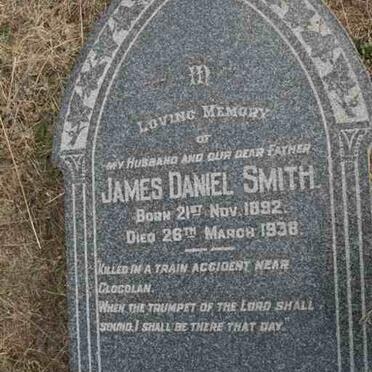 In
Loving Memory
of
my Husband and our dear Father
James Daniel Smith.
Born 21st Nov. 1892.
Died 26th March 1938.
Killed in a train accident near
Clocolan.
When the trumpet of the Lord shall
sound, I shall be there that day.